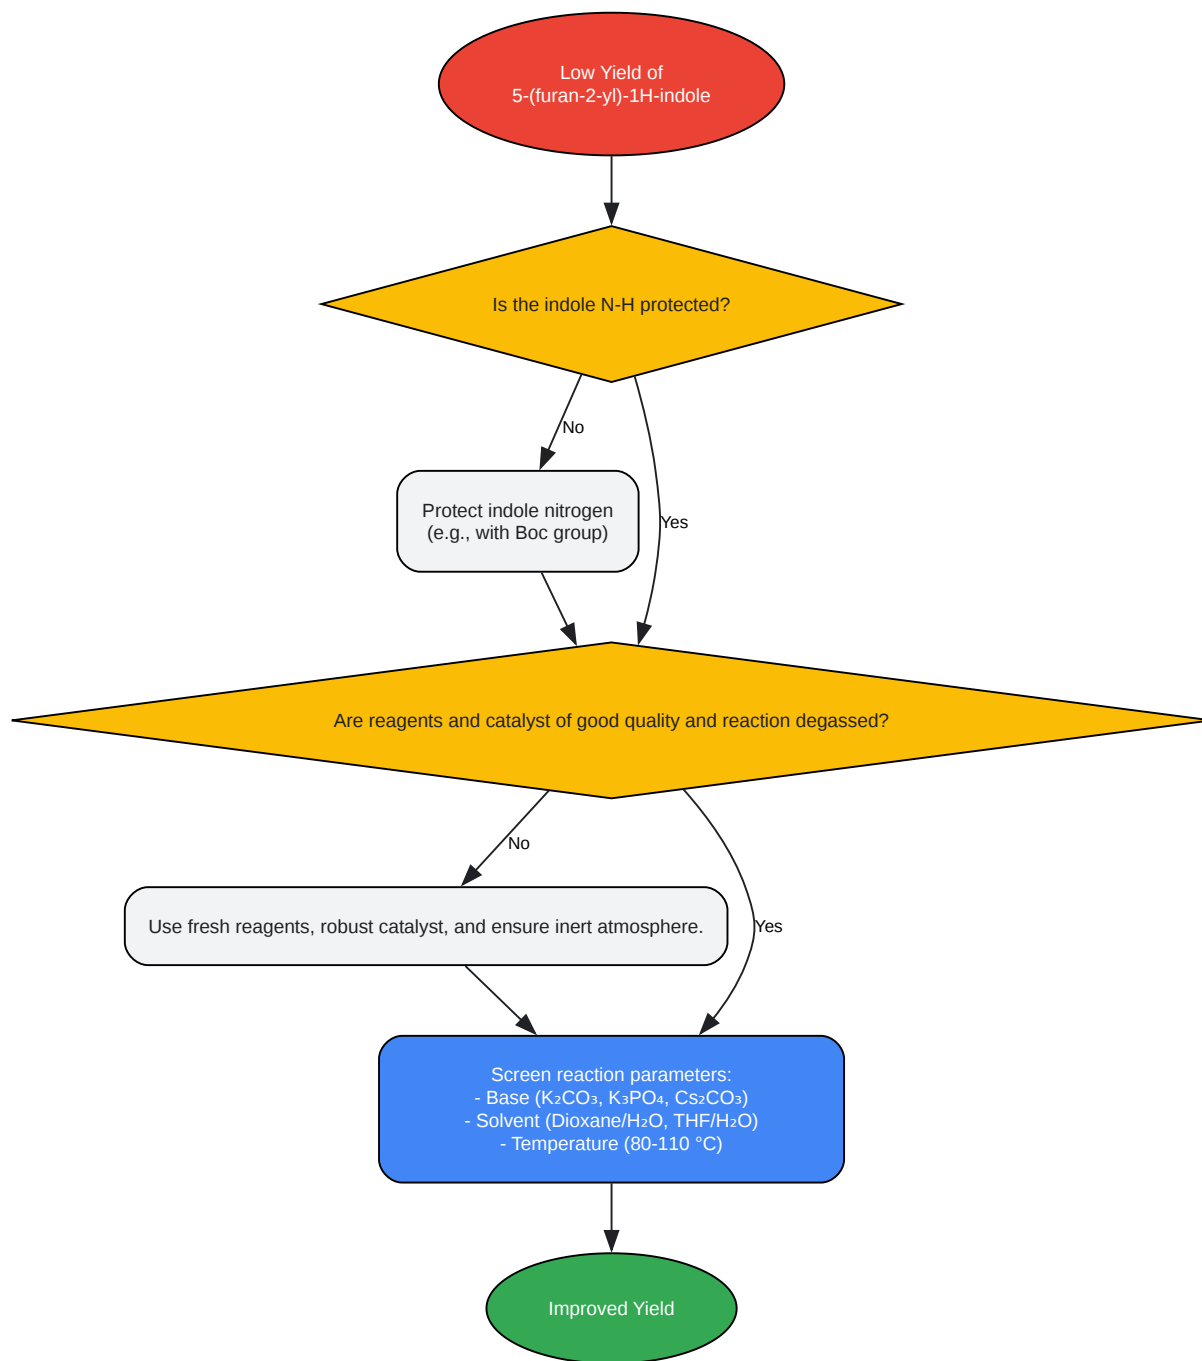 Low Yield of
5-(furan-2-yl)-1H-indole
Is the indole N-H protected?
No
Protect indole nitrogen
(e.g., with Boc group)
Yes
Are reagents and catalyst of good quality and reaction degassed?
No
Use fresh reagents, robust catalyst, and ensure inert atmosphere.
Yes
Screen reaction parameters:
- Base (K₂CO₃, K₃PO₄, Cs₂CO₃)
- Solvent (Dioxane/H₂O, THF/H₂O)
- Temperature (80-110 °C)
Improved Yield